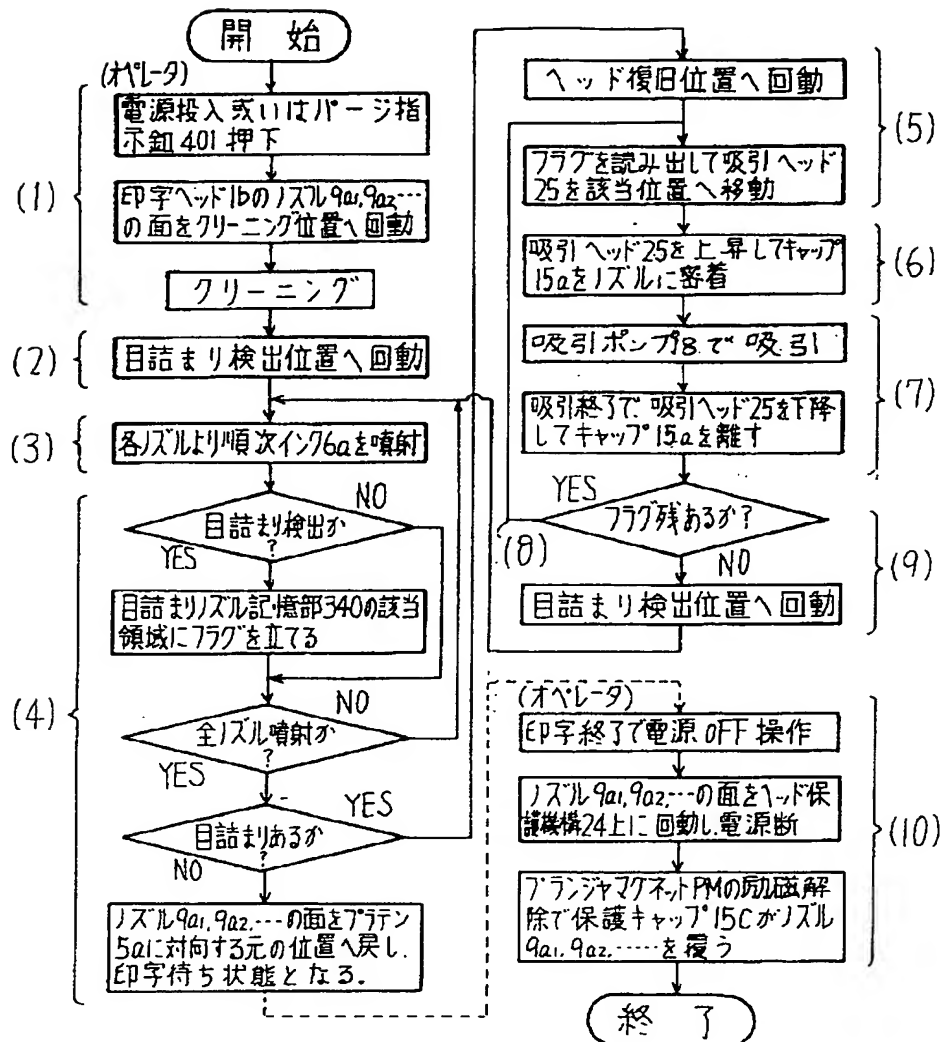 開 始
(オペレータ)
電源投入或いはパージ指
示釦401押下
印字ヘッド1bのノズル9a1,9a2,…
の面をクリーニング位置へ回動
クリーニング
(1)
目詰まり検出位置へ回動
(2)
各ノズルより順次インク6aを噴射
(3)
目詰まり検出か
?
NO
YES
目詰まりノズル記憶部340の該当
領域にフラグを立てる
全ノズル噴射か
?
NO
YES
目詰まりあるか
?
YES
NO
ノズル9a1,9a2,…の面をプラテン
5aに対向する元の位置へ戻し.
印字待ち状態となる.
(4)
ヘッド復旧位置へ回動
フラグを読み出して吸引ヘッド
25を該当位置へ移動
(5)
吸引ヘッド25を上昇してキャップ
15aをノズルに密着
(6)
吸引ポンプ8で吸引
吸引終了で、吸引ヘッド25を下降
してキャップ15aを離す
(7)
フラグ残あるか?
YES
(8)
NO
目詰まり検出位置へ回動
(9)
(オペレータ)
印字終了で電源OFF操作
ノズル9a1,9a2,…の面をヘッド保
護機構24上に回動し、電源断
プランジャマグネットPMの励磁解
除で保護キャップ15Cがノズル
9a1,9a2,……を覆う
(10)
終 了